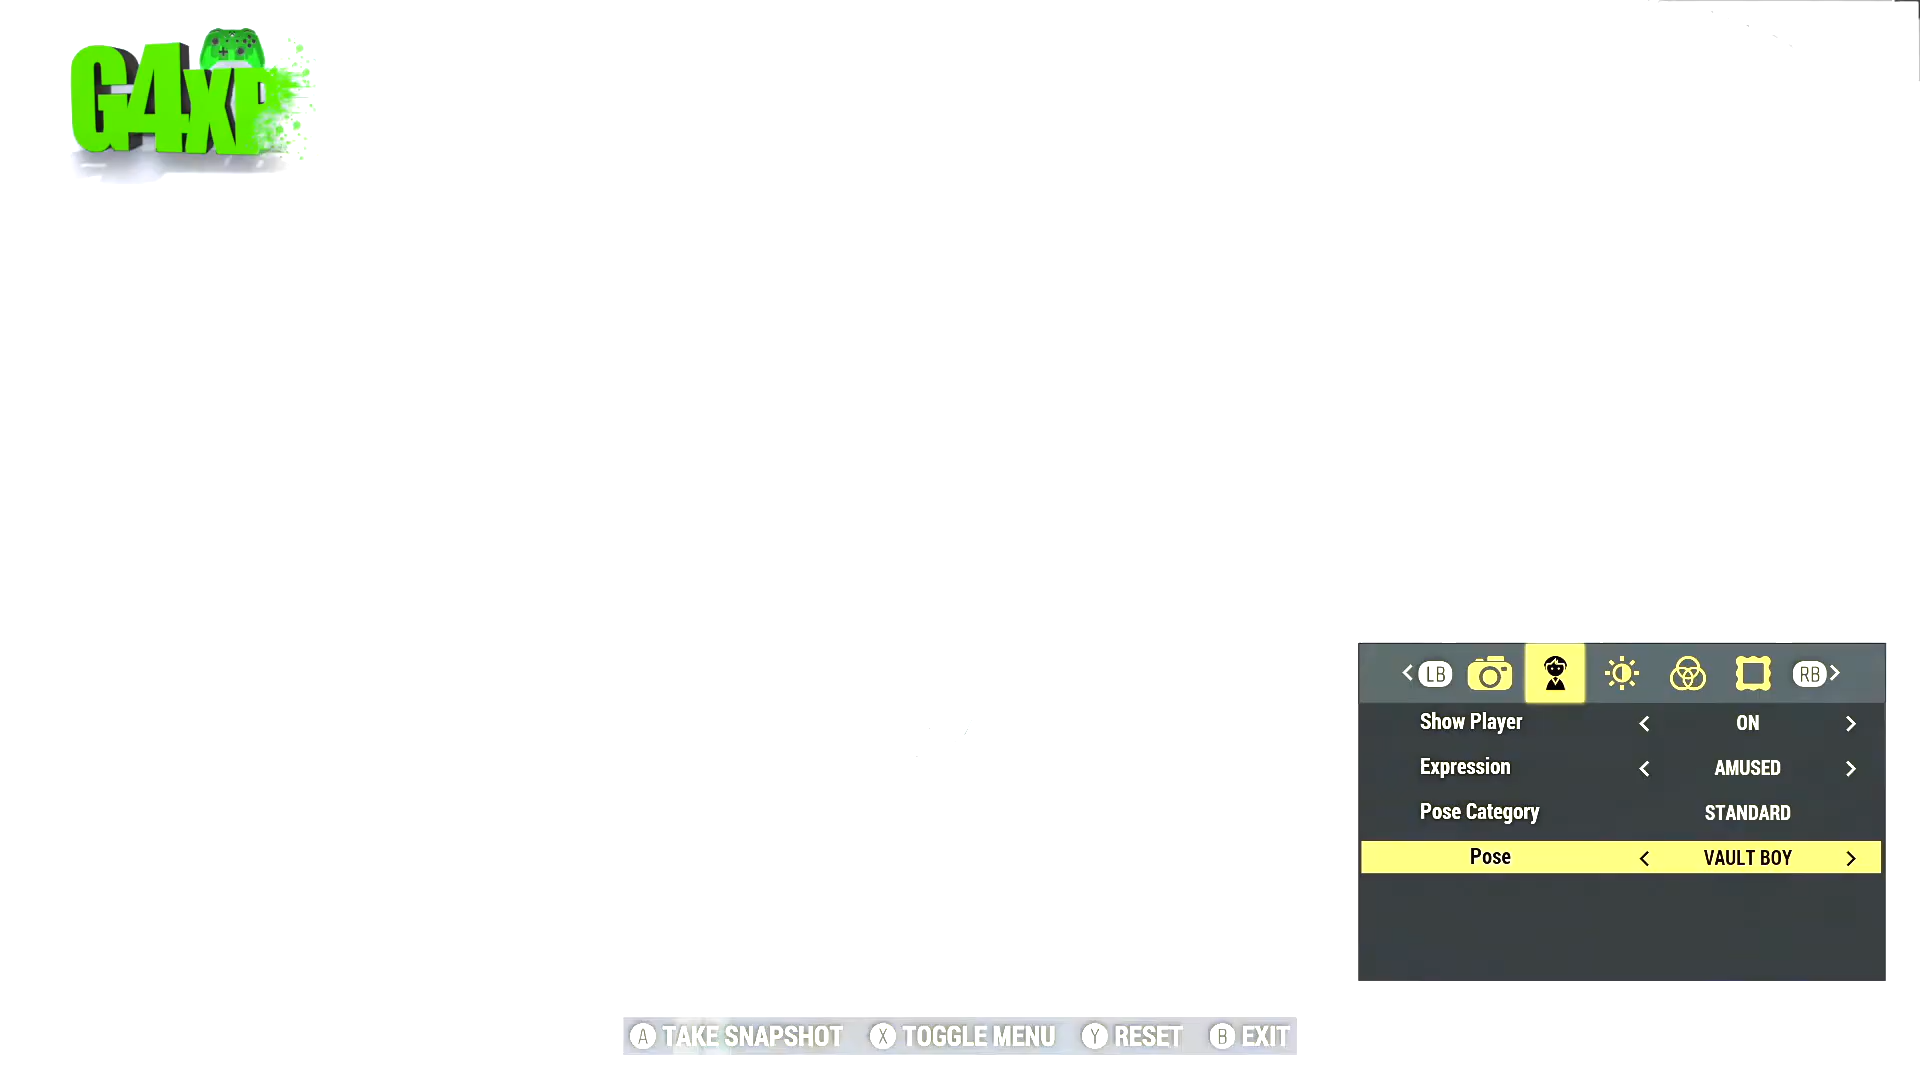 G4XP
LB RB
Show Player ON
Expression AMUSED
Pose Category STANDARD
Pose VAULT BOY
A TAKE SNAPSHOT X TOGGLE MENU Y RESET B EXIT